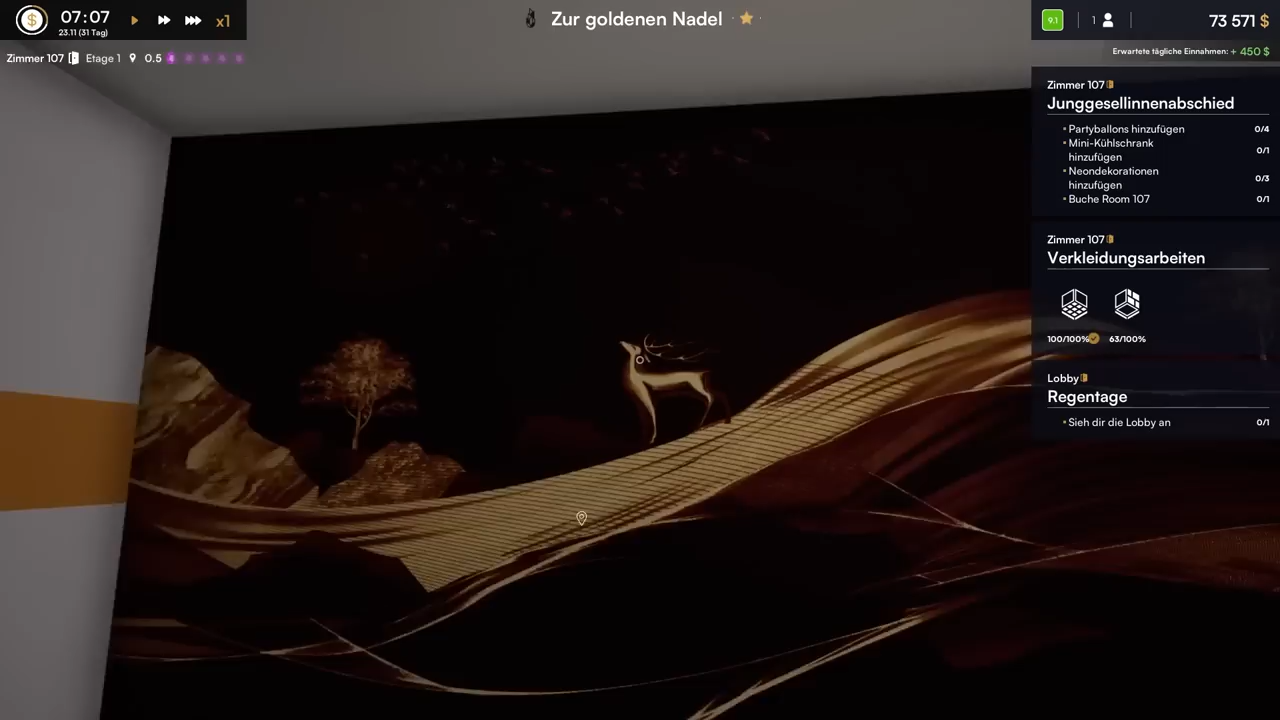 07:07
23.11 (31 Tag)
x1
Zur goldenen Nadel
9.1
1
73 571 $
Erwartete tägliche Einnahmen: + 450 $
Zimmer 107 Etage 1 0.5
Zimmer 107
Junggesellinnenabschied
Partyballons hinzufügen 0/4
Mini-Kühlschrank
hinzufügen 0/1
Neondekorationen
hinzufügen 0/3
Buche Room 107 0/1
Zimmer 107
Verkleidungsarbeiten
100/100% 63/100%
Lobby
Regentage
Sieh dir die Lobby an 0/1